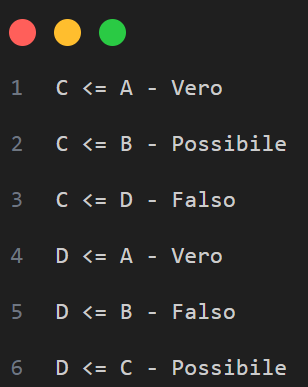 1 C <= A - Vero
2 C <= B - Possibile
3 C <= D - Falso
4 D <= A - Vero
5 D <= B - Falso
6 D <= C - Possibile